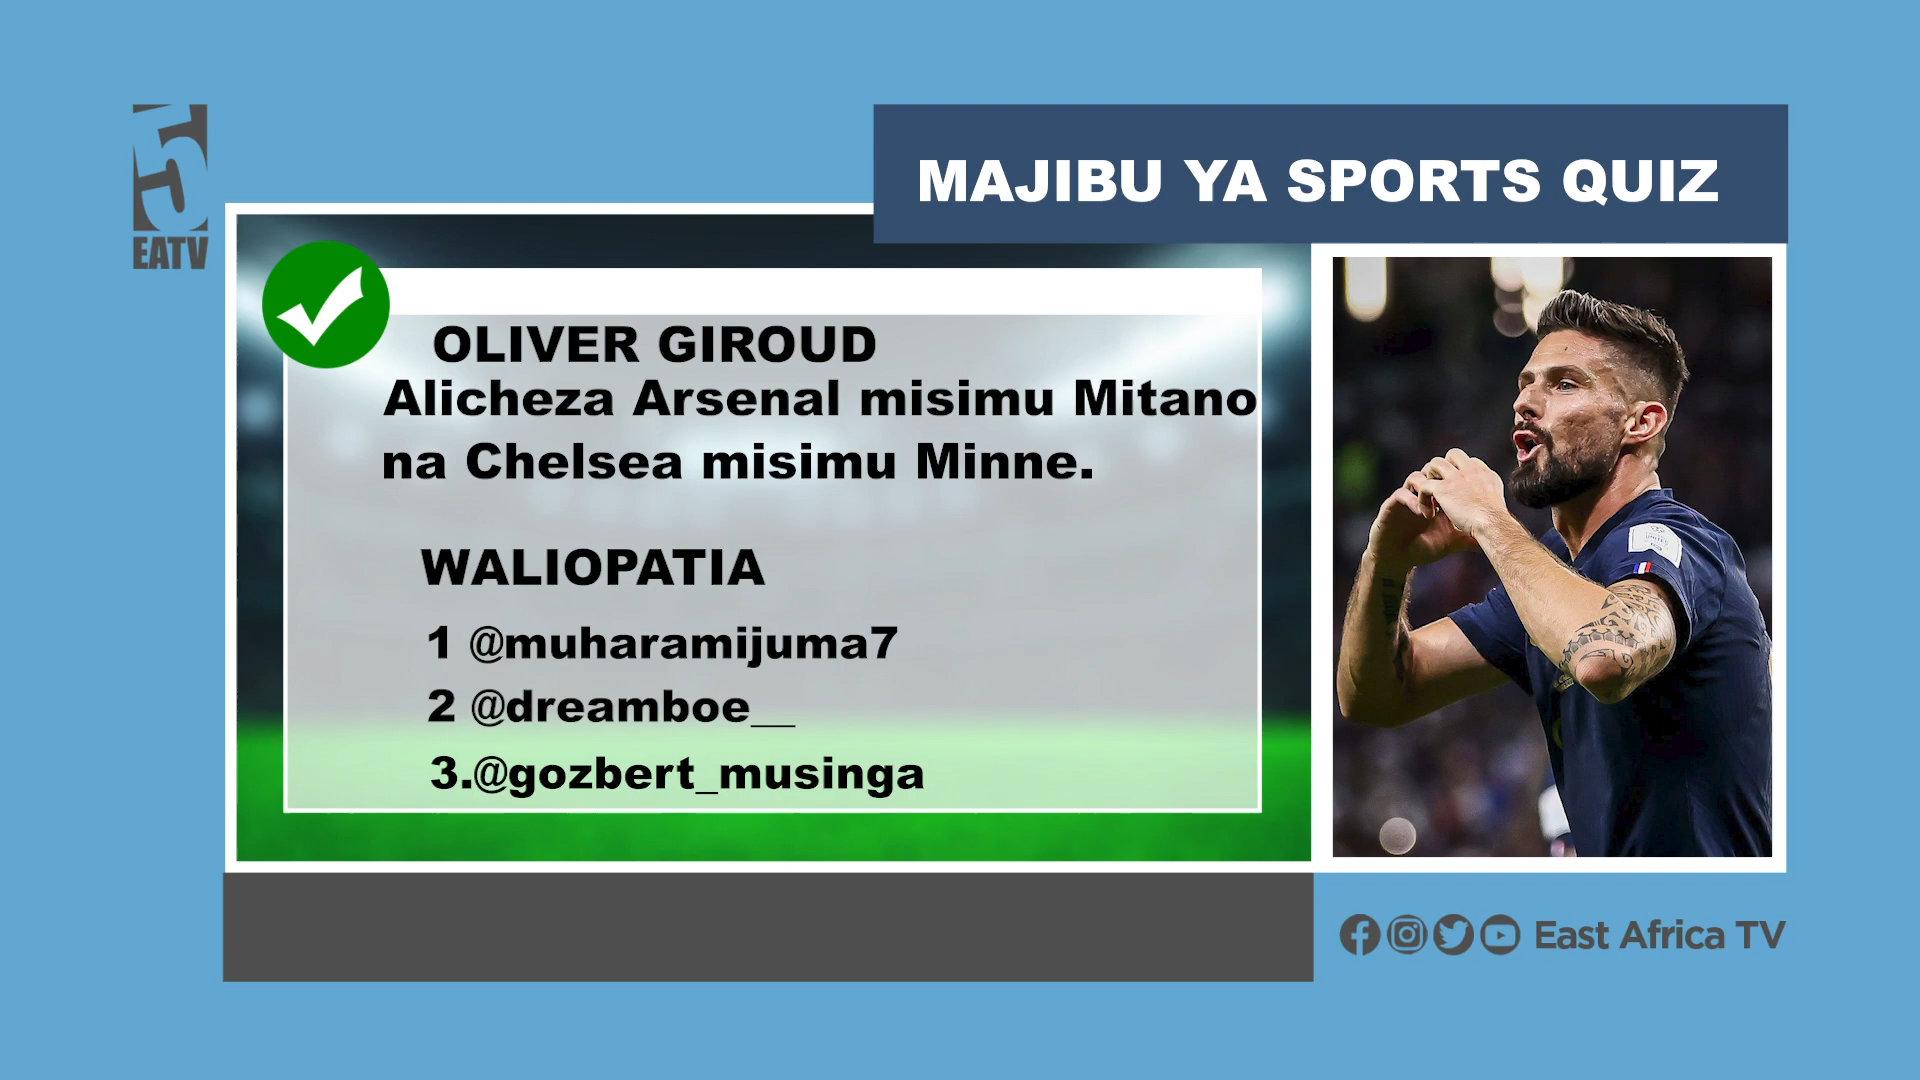 5
EATV
MAJIBU YA SPORTS QUIZ
OLIVER GIROUD
Alicheza Arsenal misimu Mitano
na Chelsea misimu Minne.
WALIOPATIA
1 @muharamijuma7
2 @dreamboe__
3.@gozbert_musinga
East Africa TV